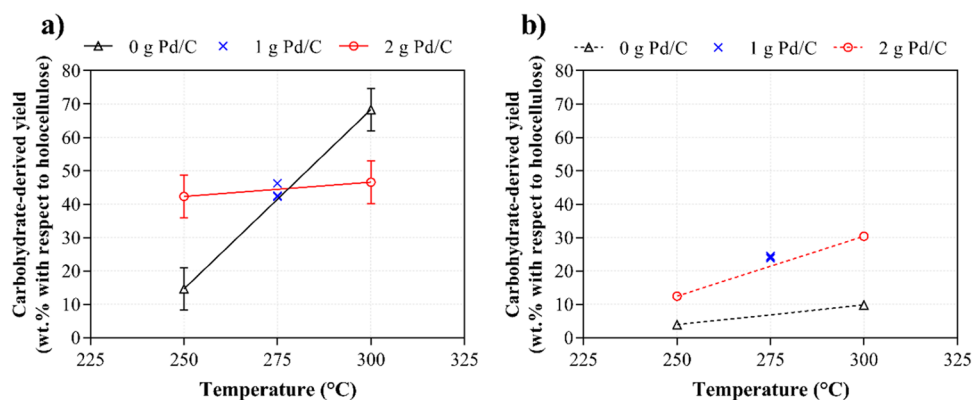 a)
0 g Pd/C
1 g Pd/C
2 g Pd/C
Carbohydrate-derived yield
(wt.% with respect to holocellulose)
80
70
60
50
40
30
20
10
0
225
250
275
300
325
Temperature (°C)
b)
0 g Pd/C
1 g Pd/C
2 g Pd/C
Carbohydrate-derived yield
(wt.% with respect to holocellulose)
80
70
60
50
40
30
20
10
0
225
250
275
300
325
Temperature (°C)